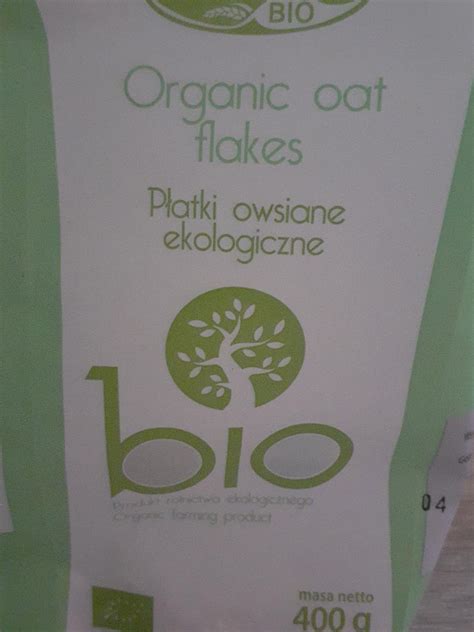 BIO
Organic oat
flakes
Płatki owsiane
ekologiczne
bio
Produkt rolnictwa ekologicznego
Organic farming product
04
masa netto
400 g